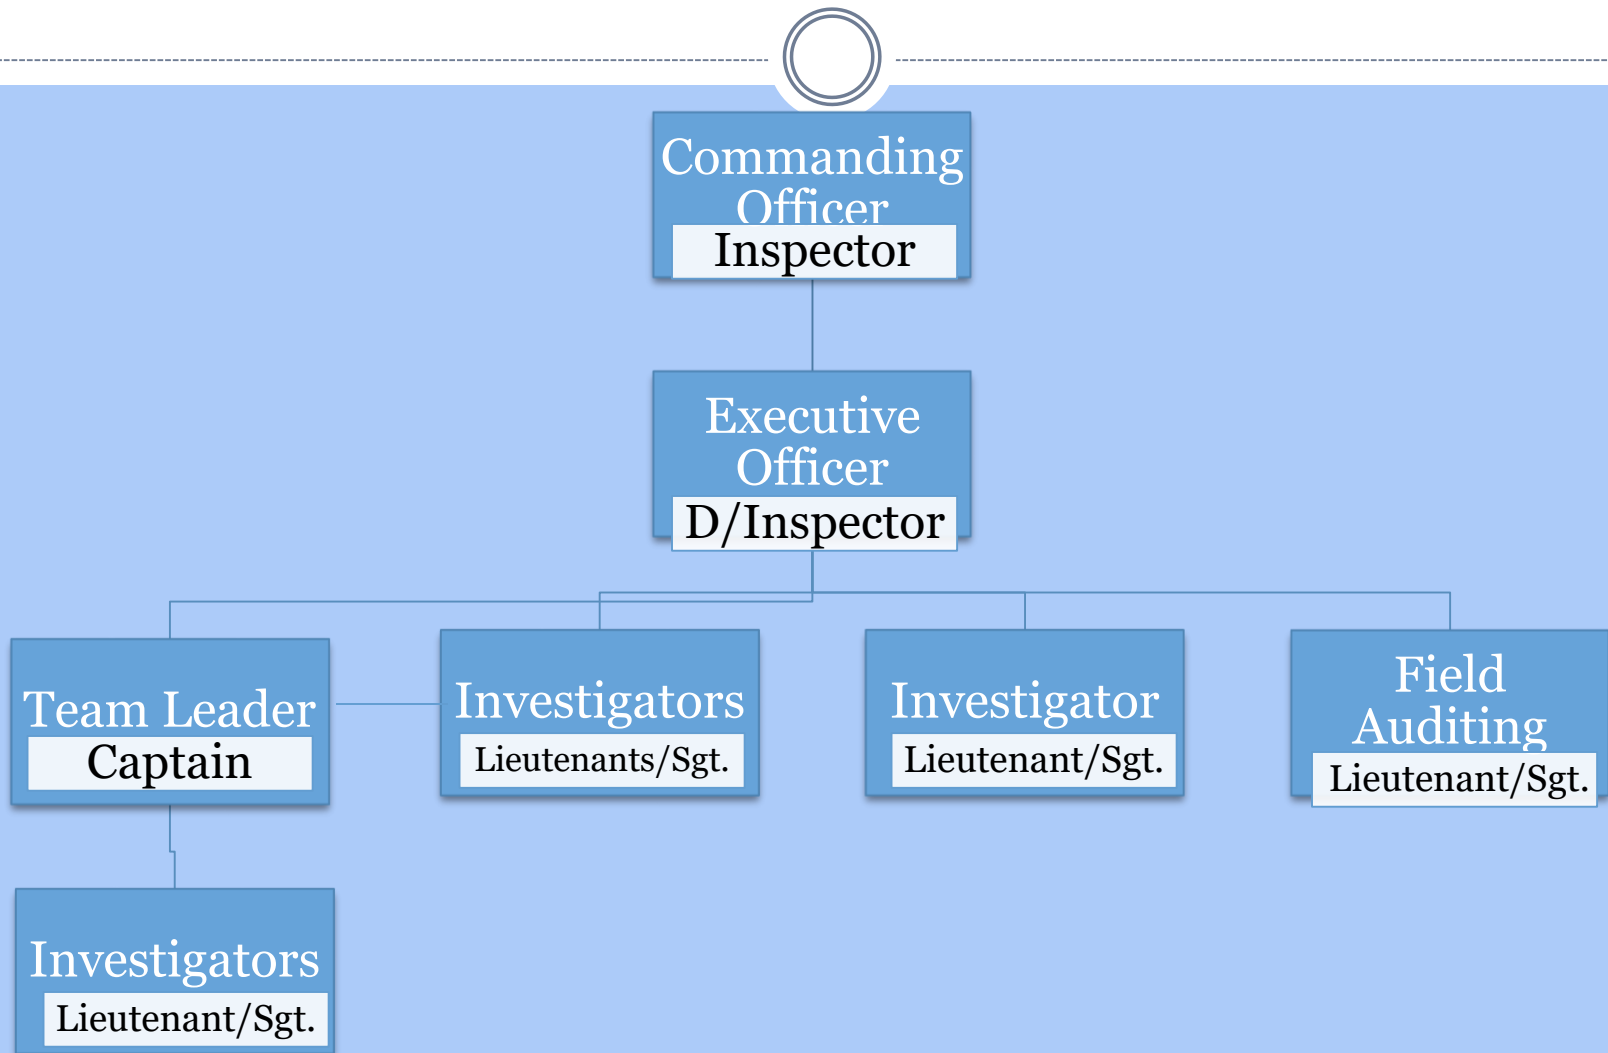 Commanding
Officer
Inspector
Executive
Officer
D/Inspector
Team Leader
Captain
Investigators
Lieutenants/Sgt.
Investigator
Lieutenant/Sgt.
Field
Auditing
Lieutenant/Sgt.
Investigators
Lieutenant/Sgt.